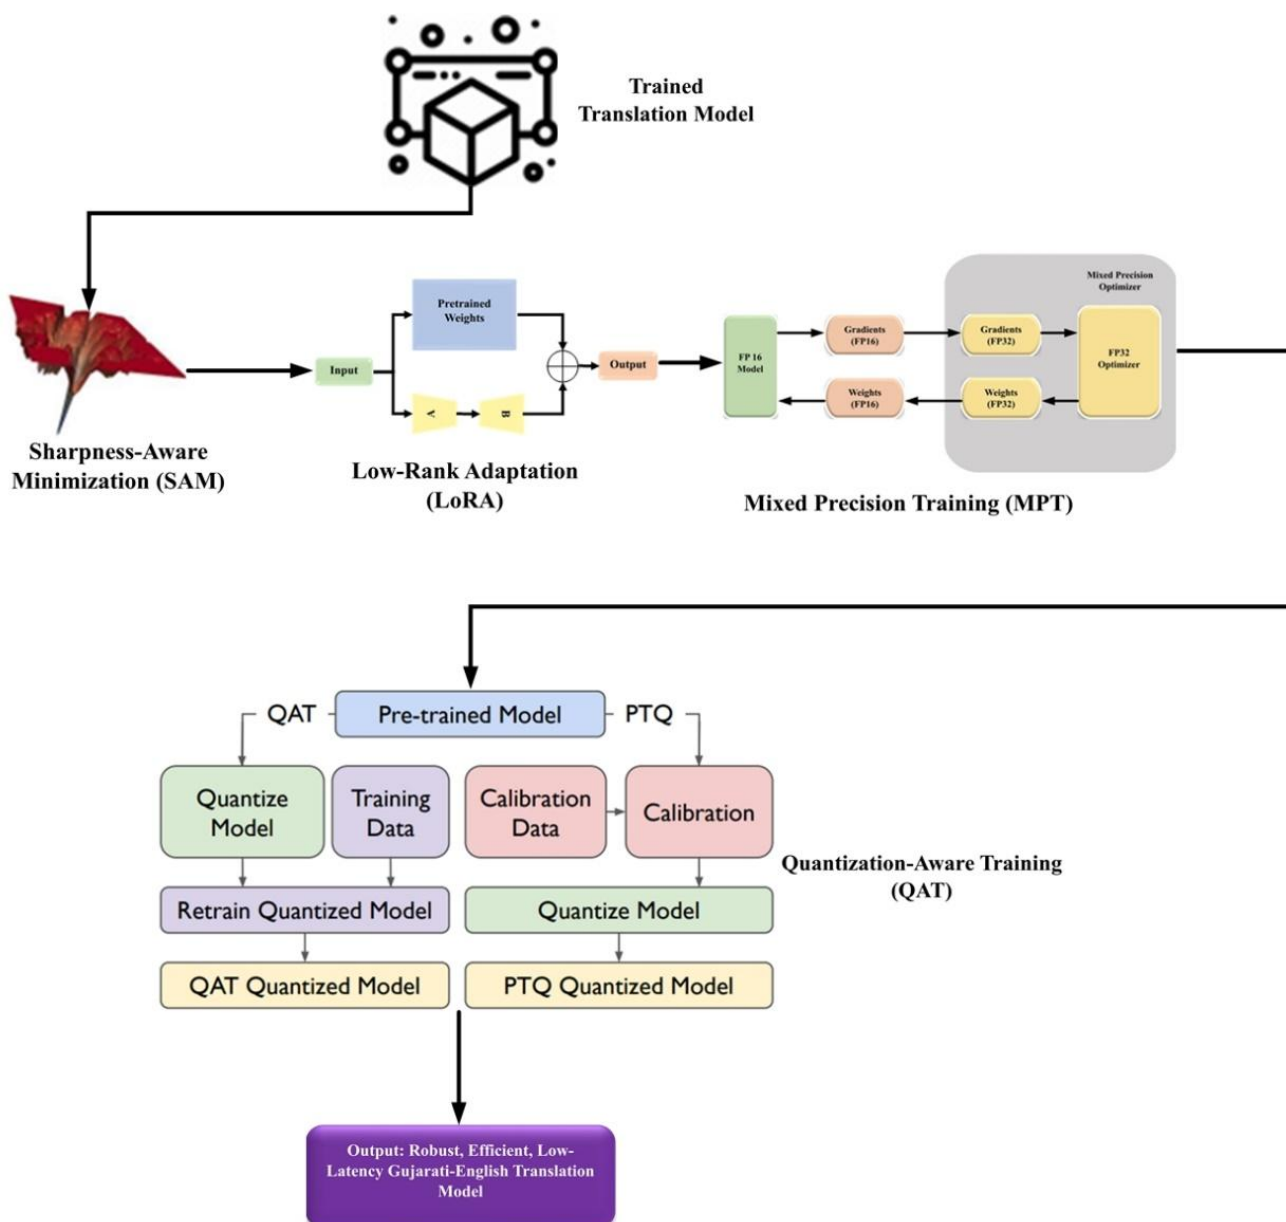 Trained
Translation Model
Sharpness-Aware
Minimization (SAM)
Input
Pretrained
Weights
A
B
Output
Low-Rank Adaptation
(LoRA)
FP 16
Model
Gradients
(FP16)
Gradients
(FP32)
Weights
(FP16)
Weights
(FP32)
Mixed Precision
Optimizer
FP32
Optimizer
Mixed Precision Training (MPT)
QAT
Pre-trained Model
PTQ
Quantize
Model
Training
Data
Calibration
Data
Calibration
Retrain Quantized Model
Quantize Model
QAT Quantized Model
PTQ Quantized Model
Quantization-Aware Training
(QAT)
Output: Robust, Efficient, Low-
Latency Gujarati-English Translation
Model